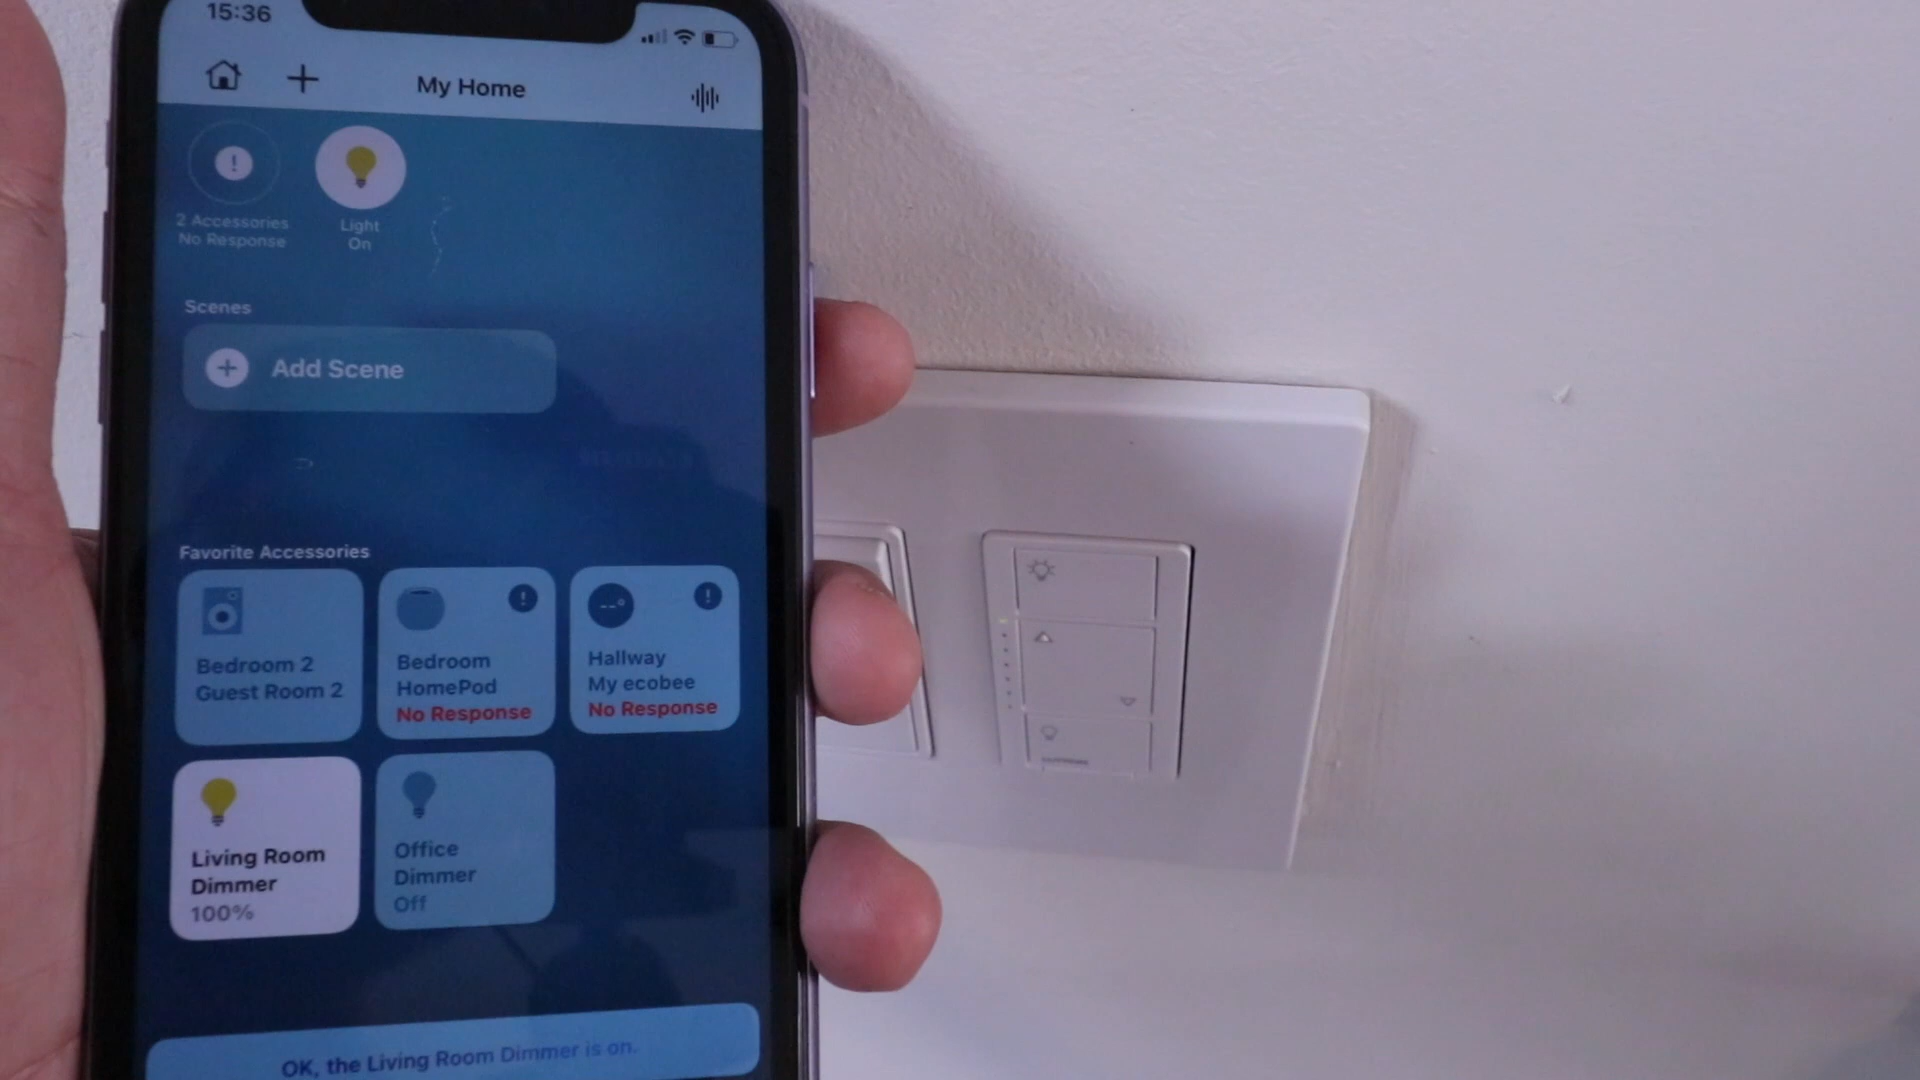 15:36
My Home
2 Accessories
No Response
Light
On
Scenes
Add Scene
Favorite Accessories
Bedroom 2
Guest Room 2
Bedroom
HomePod
No Response
--°
Hallway
My ecobee
No Response
Living Room
Dimmer
100%
Office
Dimmer
Off
OK, the Living Room Dimmer is on.